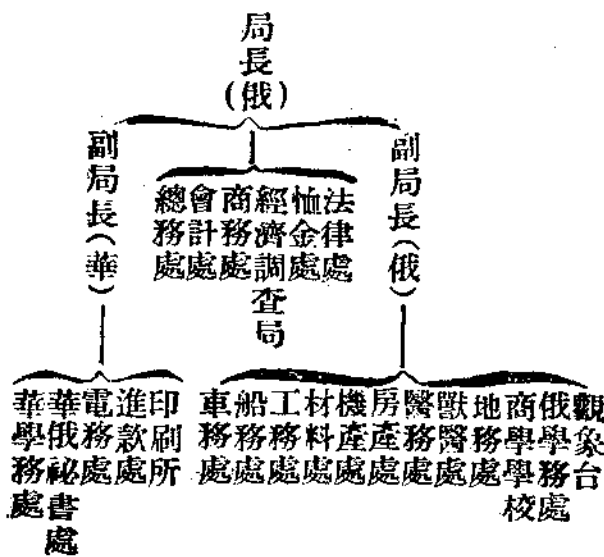 局長(俄)
副局長(俄)
副局長(華)
法律處
恤金處
經濟調查局
商務處
會計處
總務處
觀象台
俄學務處
商學學校
地務處
獸醫處
醫務處
房產處
機產處
材料處
工務處
船務處
車務處
印刷所
進款處
電務處
華俄祕書處
華學務處